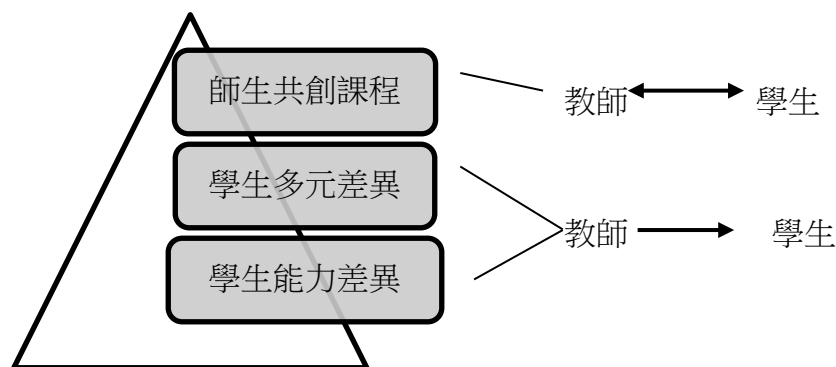 師生共創課程
教師 學生
學生多元差異
教師 學生
學生能力差異